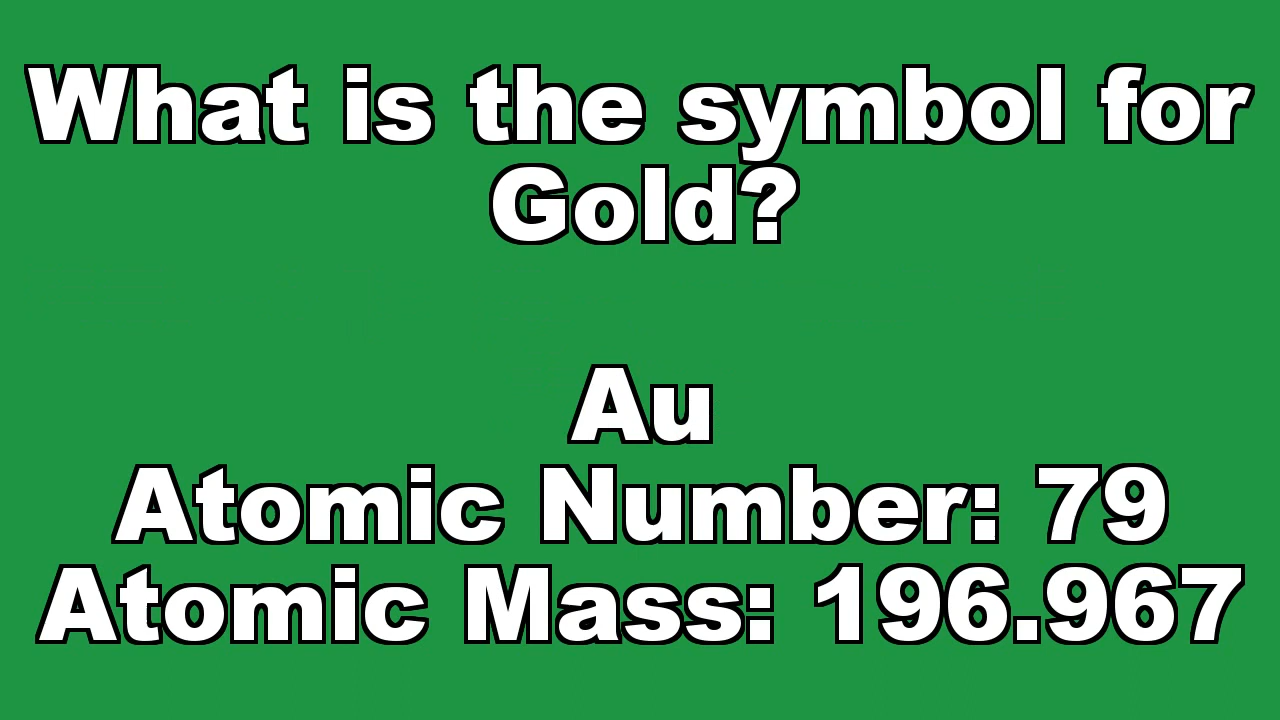 What is the symbol for
Gold?
Au
Atomic Number: 79
Atomic Mass: 196.967